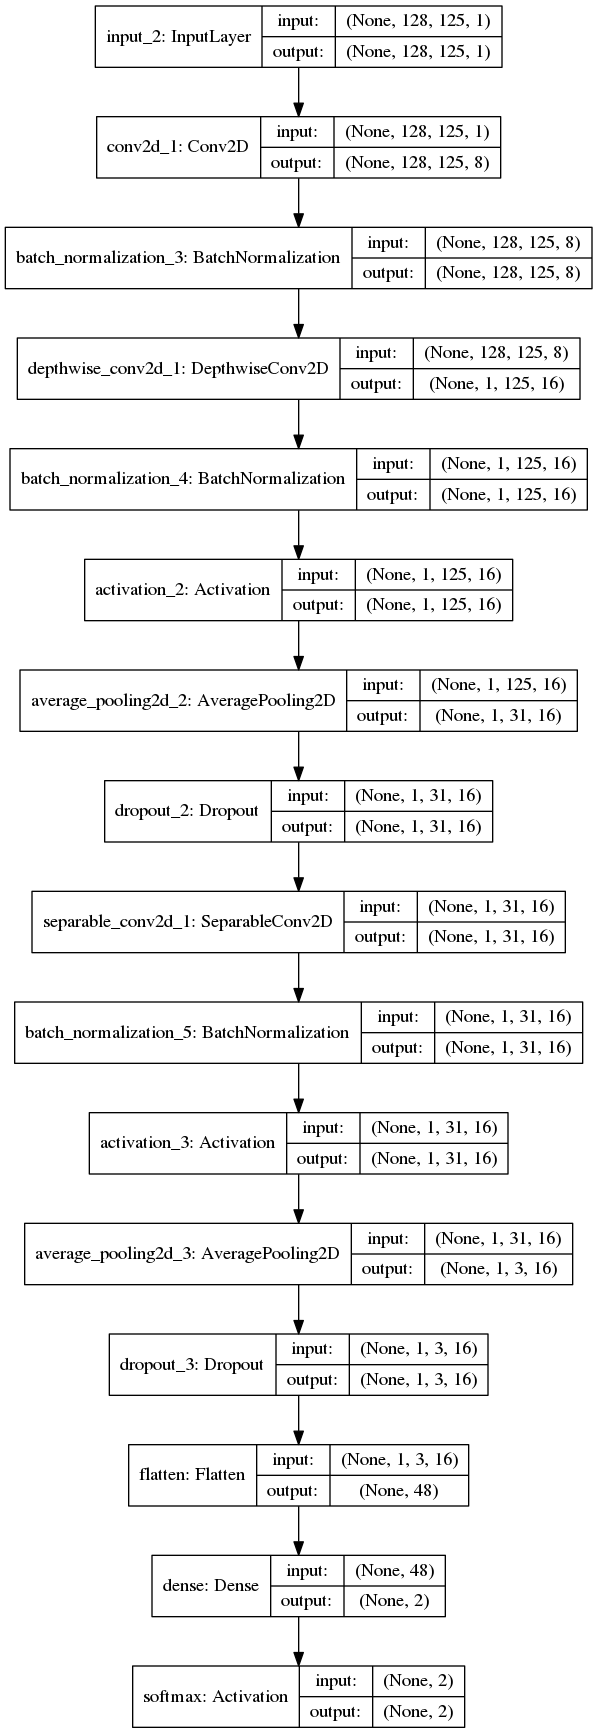 input_2: InputLayer
input: (None, 128, 125, 1)
output: (None, 128, 125, 1)
conv2d_1: Conv2D
input: (None, 128, 125, 1)
output: (None, 128, 125, 8)
batch_normalization_3: BatchNormalization
input: (None, 128, 125, 8)
output: (None, 128, 125, 8)
depthwise_conv2d_1: DepthwiseConv2D
input: (None, 128, 125, 8)
output: (None, 1, 125, 16)
batch_normalization_4: BatchNormalization
input: (None, 1, 125, 16)
output: (None, 1, 125, 16)
activation_2: Activation
input: (None, 1, 125, 16)
output: (None, 1, 125, 16)
average_pooling2d_2: AveragePooling2D
input: (None, 1, 125, 16)
output: (None, 1, 31, 16)
dropout_2: Dropout
input: (None, 1, 31, 16)
output: (None, 1, 31, 16)
separable_conv2d_1: SeparableConv2D
input: (None, 1, 31, 16)
output: (None, 1, 31, 16)
batch_normalization_5: BatchNormalization
input: (None, 1, 31, 16)
output: (None, 1, 31, 16)
activation_3: Activation
input: (None, 1, 31, 16)
output: (None, 1, 31, 16)
average_pooling2d_3: AveragePooling2D
input: (None, 1, 31, 16)
output: (None, 1, 3, 16)
dropout_3: Dropout
input: (None, 1, 3, 16)
output: (None, 1, 3, 16)
flatten: Flatten
input: (None, 1, 3, 16)
output: (None, 48)
dense: Dense
input: (None, 48)
output: (None, 2)
softmax: Activation
input: (None, 2)
output: (None, 2)